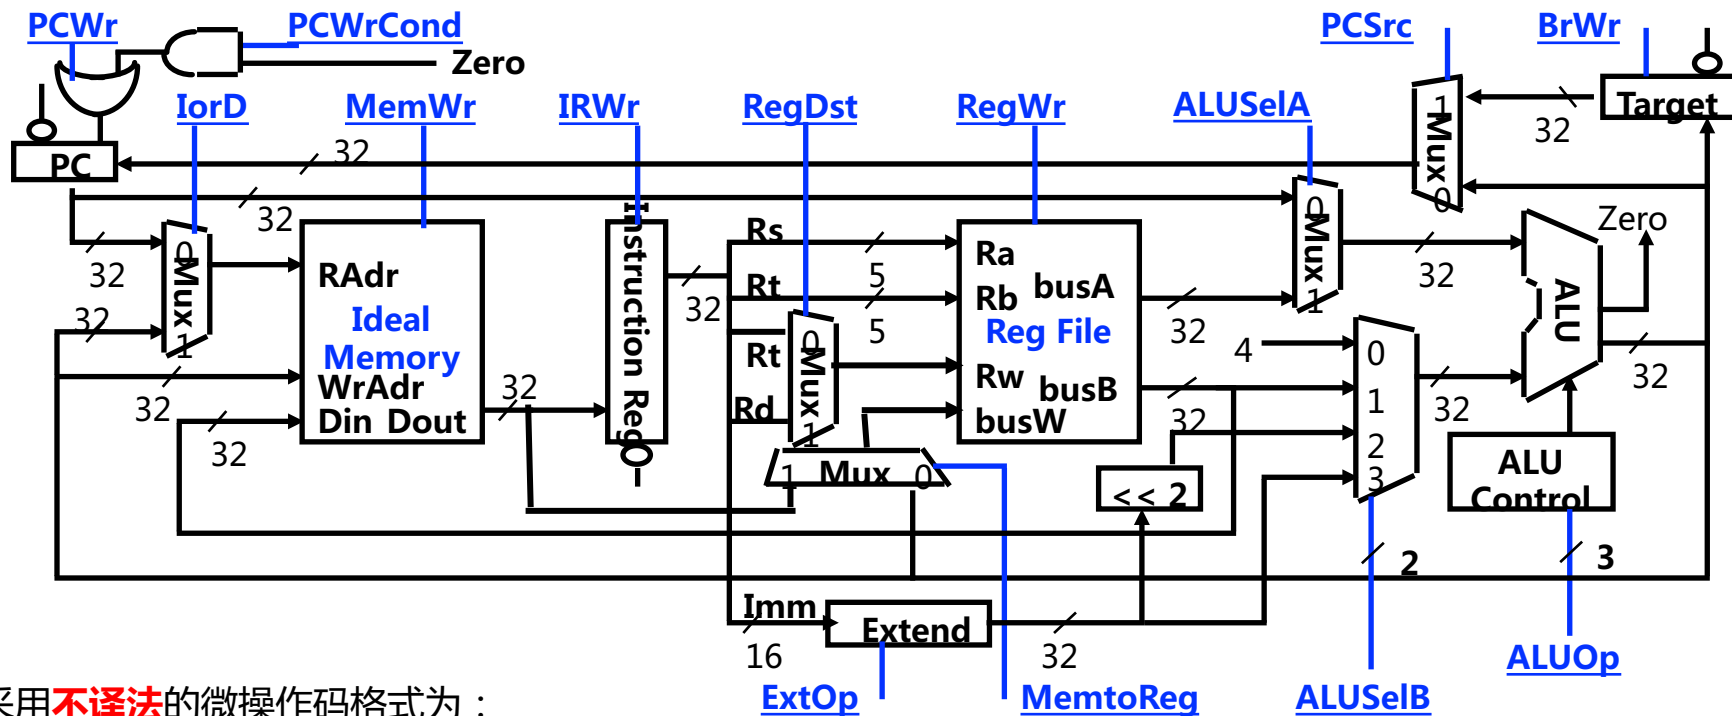 PCWr
PCWrCond
PCSrc
BrWr
Zero
IorD
MemWr
IRWr
RegDst
RegWr
ALUSelA
1
Mux
0
32
Target
PC
32
32
0
Mux
1
32
32
32
32
RAdr
Ideal
Memory
WrAdr
Din Dout
32
Instruction Reg
32
Rs
5
Rt
5
Rt
Rd
0
Mux
1
1
Mux
0
Ra
Rb
busA
Reg File
Rw
busB
busW
32
32
0
Mux
1
32
4
0
1
2
3
32
<< 2
Zero
ALU
32
ALU
Control
2
3
Imm
16
Extend
32
ExtOp
MemtoReg
ALUSelB
ALUOp
采用不译法的微操作码格式为：